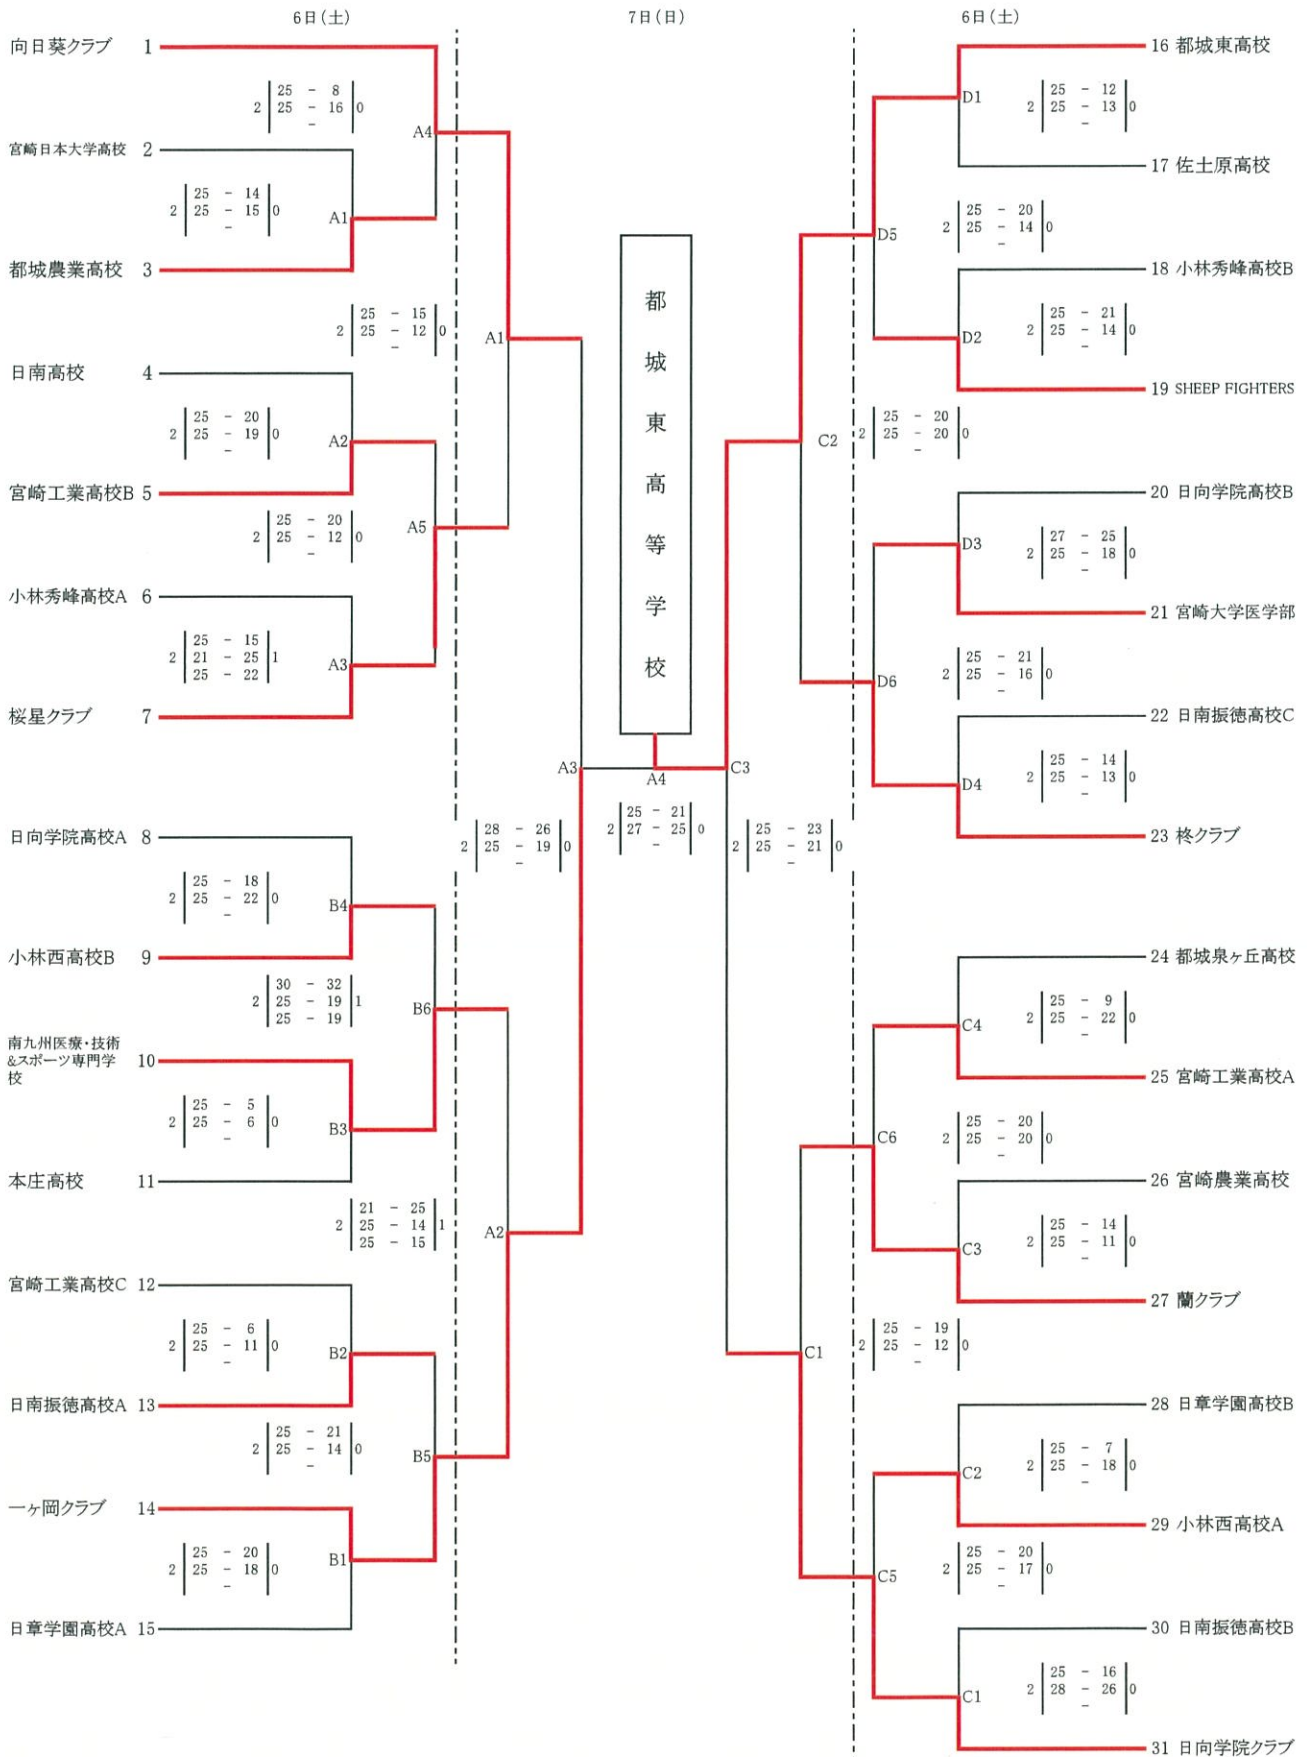 6日（土）
7日（日）
6日（土）
向日葵クラブ 1
25 - 8
2 25 - 16 0
-
A4
宮崎日本大学高校 2
25 - 14
2 25 - 15 0
-
A1
都城農業高校 3
25 - 15
2 25 - 12 0
-
A1
日南高校 4
25 - 20
2 25 - 19 0
-
A2
宮崎工業高校B 5
25 - 20
2 25 - 12 0
-
A5
小林秀峰高校A 6
25 - 15
2 21 - 25 1
25 - 22
A3
桜星クラブ 7
日向学院高校A 8
25 - 18
2 25 - 22 0
-
B4
小林西高校B 9
30 - 32
2 25 - 19 1
25 - 19
B6
南九州医療・技術
&スポーツ専門学
校
10
25 - 5
2 25 - 6 0
-
B3
本庄高校 11
21 - 25
2 25 - 14 1
25 - 15
A2
宮崎工業高校C 12
25 - 6
2 25 - 11 0
-
B2
日南振徳高校A 13
25 - 21
2 25 - 14 0
-
B5
一ヶ岡クラブ 14
25 - 20
2 25 - 18 0
-
B1
日章学園高校A 15
都城東高等学校
A3
A4
C3
28 - 26
2 25 - 19 0
-
25 - 21
2 27 - 25 0
-
25 - 23
2 25 - 21 0
-
16 都城東高校
D1
25 - 12
2 25 - 13 0
-
17 佐土原高校
D5
25 - 20
2 25 - 14 0
-
18 小林秀峰高校B
D2
25 - 21
2 25 - 14 0
-
19 SHEEP FIGHTERS
C2
25 - 20
2 25 - 20 0
-
20 日向学院高校B
D3
27 - 25
2 25 - 18 0
-
21 宮崎大学医学部
D6
25 - 21
2 25 - 16 0
-
22 日南振徳高校C
D4
25 - 14
2 25 - 13 0
-
23 柊クラブ
24 都城泉ヶ丘高校
C4
25 - 9
2 25 - 22 0
-
25 宮崎工業高校A
C6
25 - 20
2 25 - 20 0
-
26 宮崎農業高校
C3
25 - 14
2 25 - 11 0
-
27 蘭クラブ
C1
25 - 19
2 25 - 12 0
-
28 日章学園高校B
C2
25 - 7
2 25 - 18 0
-
29 小林西高校A
C5
25 - 20
2 25 - 17 0
-
30 日南振徳高校B
C1
25 - 16
2 28 - 26 0
-
31 日向学院クラブ